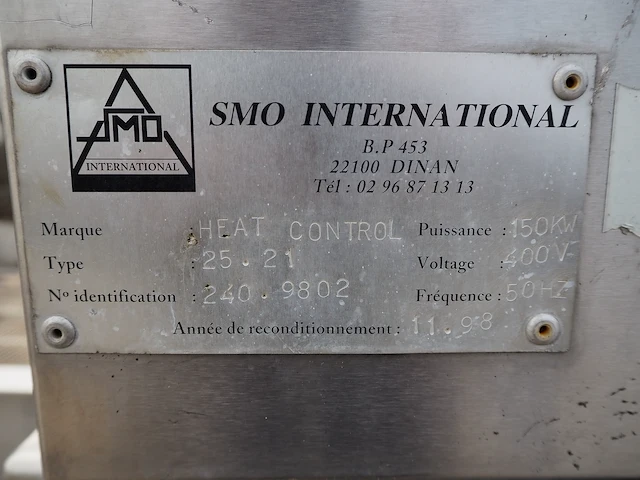 SMO
INTERNATIONAL
SMO INTERNATIONAL
B.P 453
22100 DINAN
Tél : 02 96 87 13 13
Marque : HEAT CONTROL Puissance : 150KW
Type : 25.21 Voltage : 400V
Nº identification : 240.9802 Fréquence : 50HZ
Année de reconditionnement : 11.98